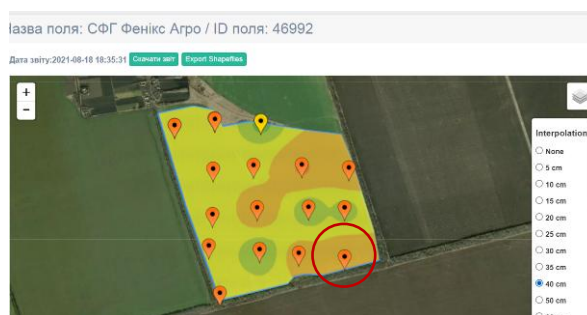 Назва поля: СФГ Фенікс Агро / ID поля: 46992
Дата звіту:2021-08-18 18:35:31 Скачати звіт Export Shapefiles
+
−
Interpolation
None
5 cm
10 cm
15 cm
20 cm
25 cm
30 cm
35 cm
40 cm
50 cm